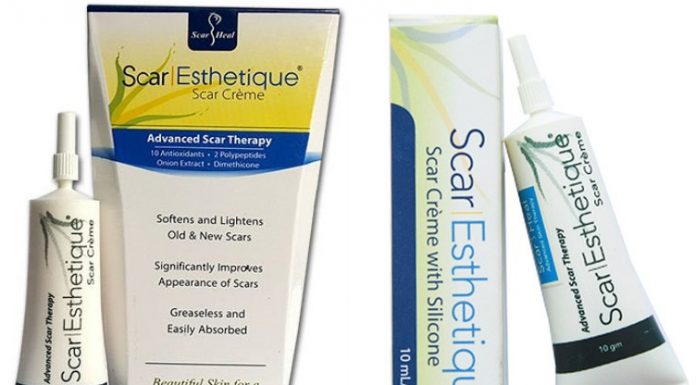 Scar Heal
Scar|Esthetique®
Scar Crème
Advanced Scar Therapy
10 Antioxidants • 2 Polypeptides
Onion Extract • Dimethicone
Softens and Lightens
Old & New Scars
Significantly Improves
Appearance of Scars
Greaseless and
Easily Absorbed
Beautiful Skin for a
Advanced Scar Therapy
Scar|Esthetique®
Scar Crème
Scar|Esthetique
Scar Crème with Silicone
10 mL
Scar Heal
Advanced Scar Therapy
Scar|Esthetique®
Scar Crème
10 gm